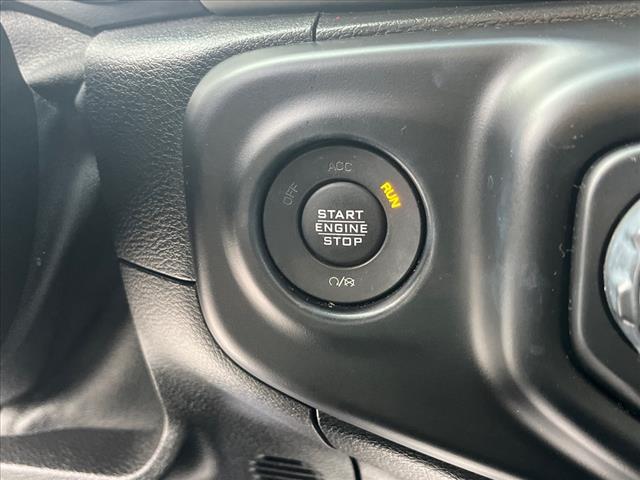 OFF
ACC
RUN
START
ENGINE
STOP